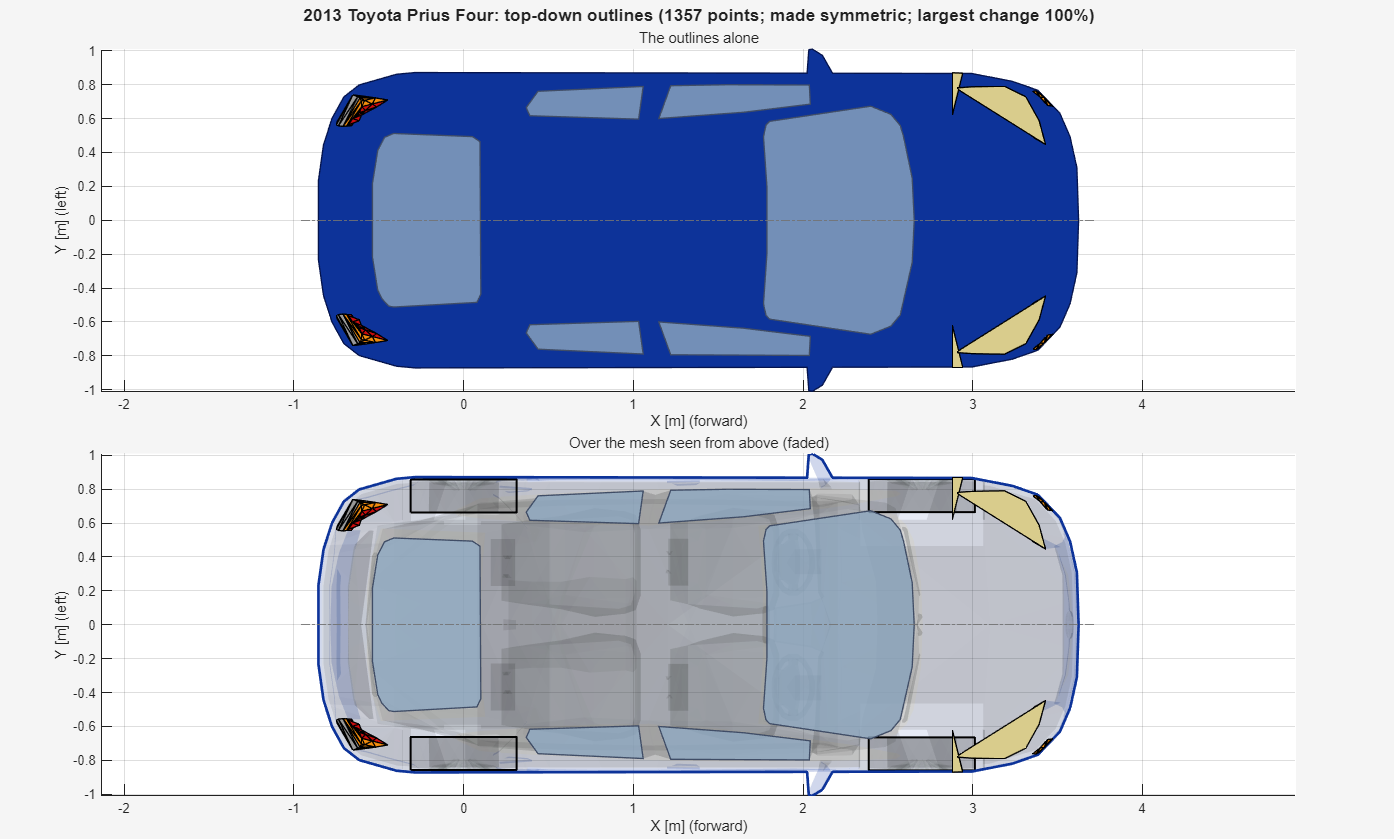 2013 Toyota Prius Four: top-down outlines (1357 points; made symmetric; largest change 100%)
The outlines alone
1
0.8
0.6
0.4
0.2
0
-0.2
-0.4
-0.6
-0.8
-1
Y [m] (left)
-2 -1 0 1 2 3 4
X [m] (forward)
Over the mesh seen from above (faded)
1
0.8
0.6
0.4
0.2
0
-0.2
-0.4
-0.6
-0.8
-1
Y [m] (left)
-2 -1 0 1 2 3 4
X [m] (forward)